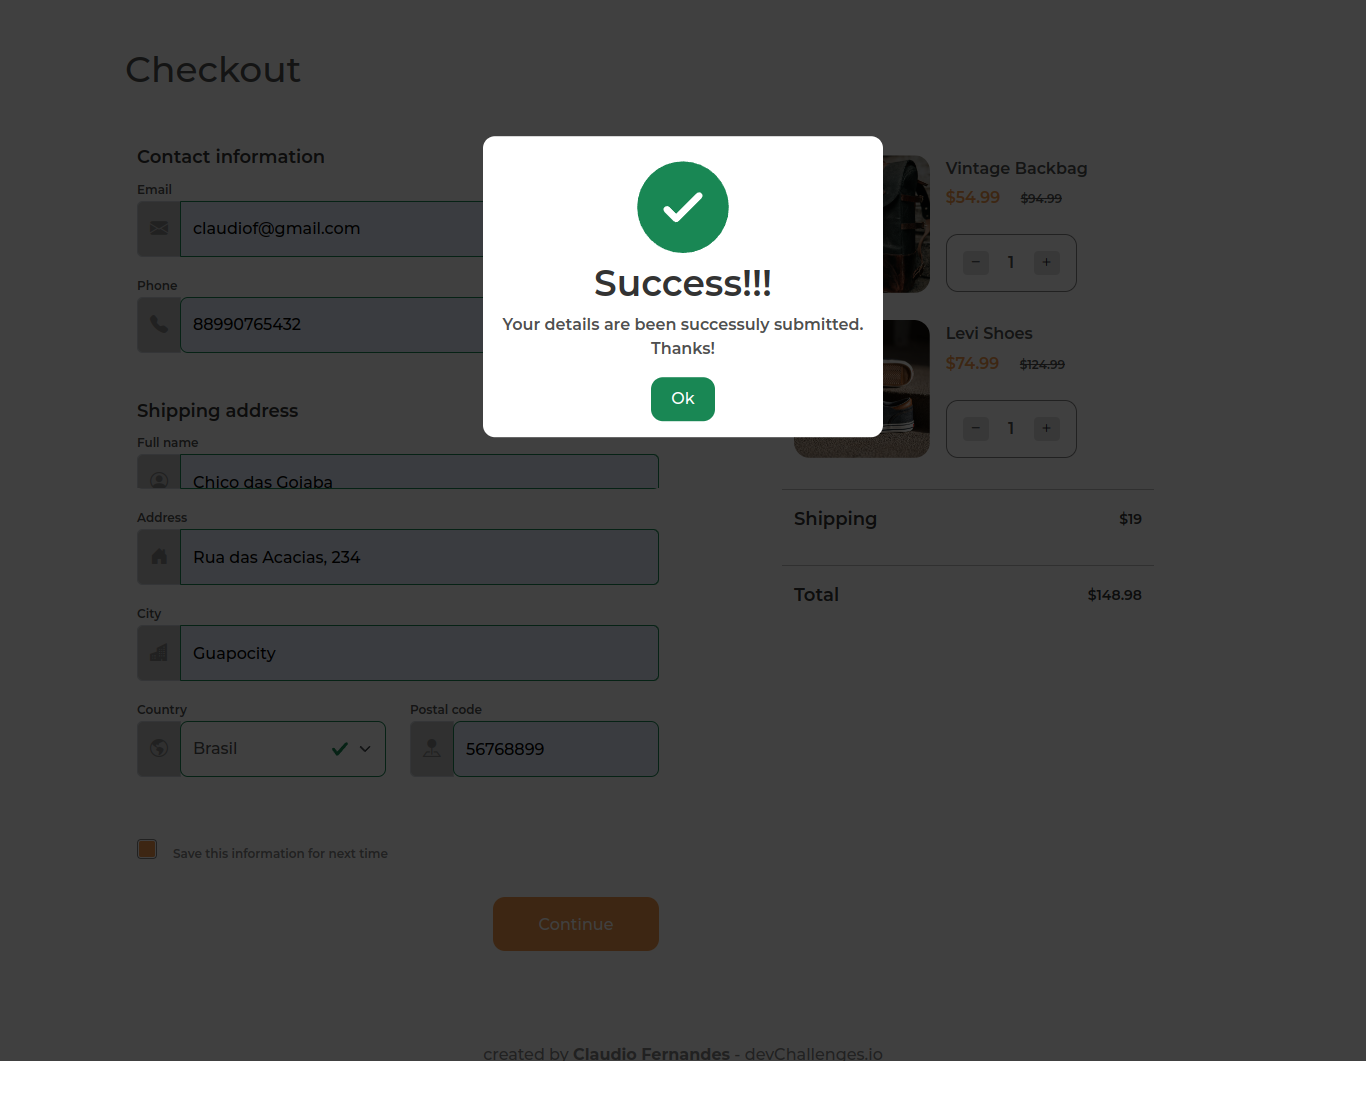 Checkout
Contact information
Email
claudiof@gmail.com
Phone
88990765432
Shipping address
Full name
Chico das Goiaba
Address
Rua das Acacias, 234
City
Guapocity
Country
Brasil
Postal code
56768899
Save this information for next time
Continue
Success!!!
Your details are been successuly submitted.
Thanks!
Ok
Vintage Backbag
$54.99 $94.99
− 1 +
Levi Shoes
$74.99 $124.99
− 1 +
Shipping $19
Total $148.98
created by Claudio Fernandes - devChallenges.io